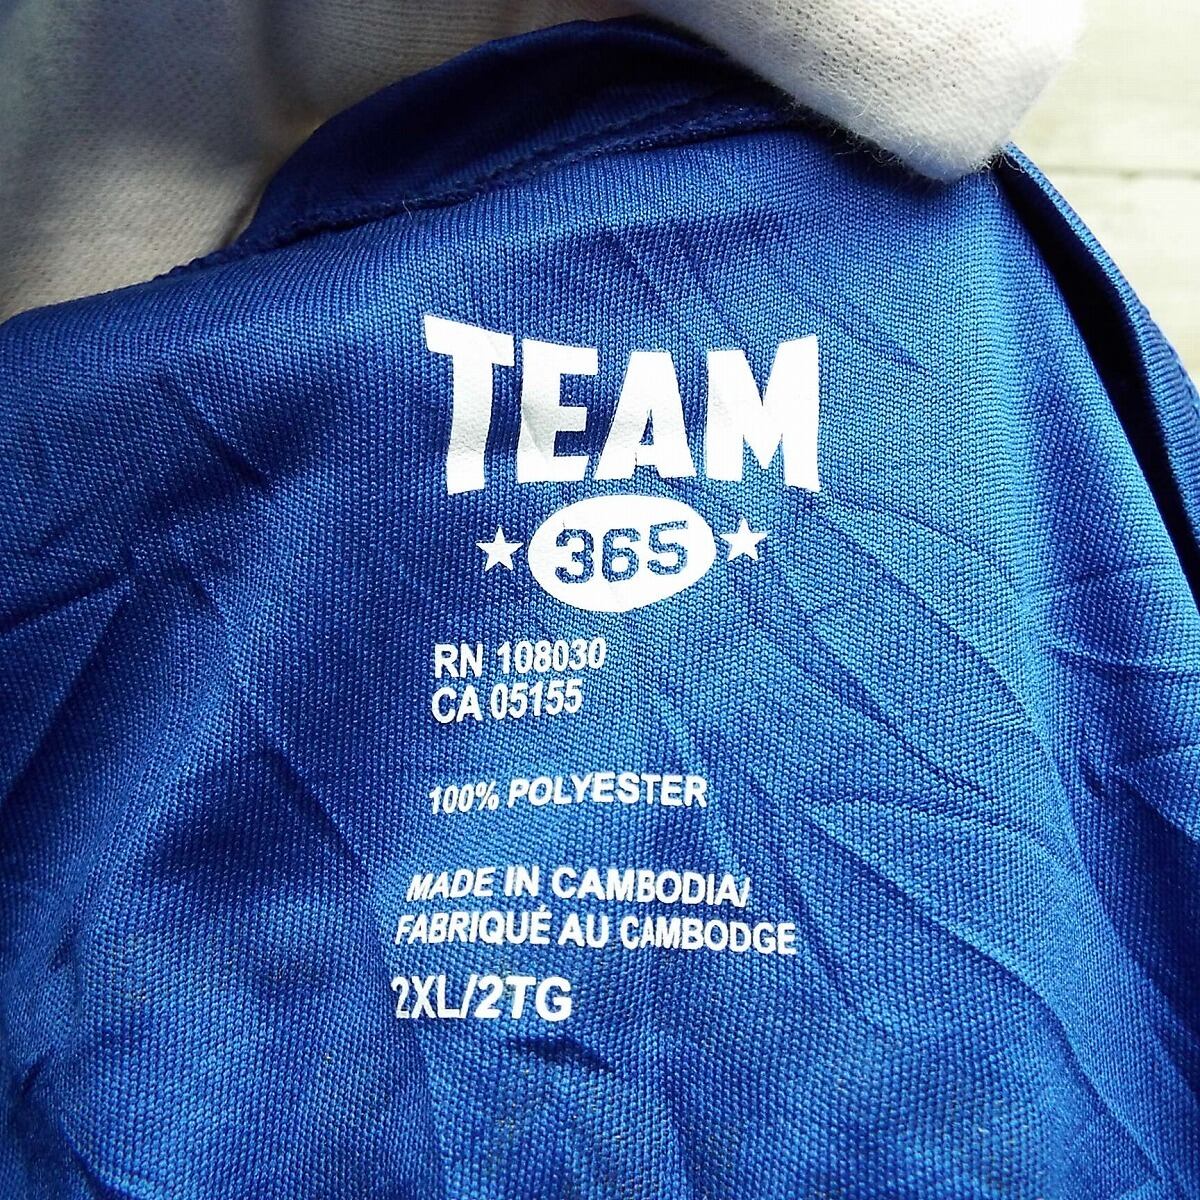 TEAM
365
RN 108030
CA 05155
100% POLYESTER
MADE IN CAMBODIA/
FABRIQUÉ AU CAMBODGE
2XL/2TG